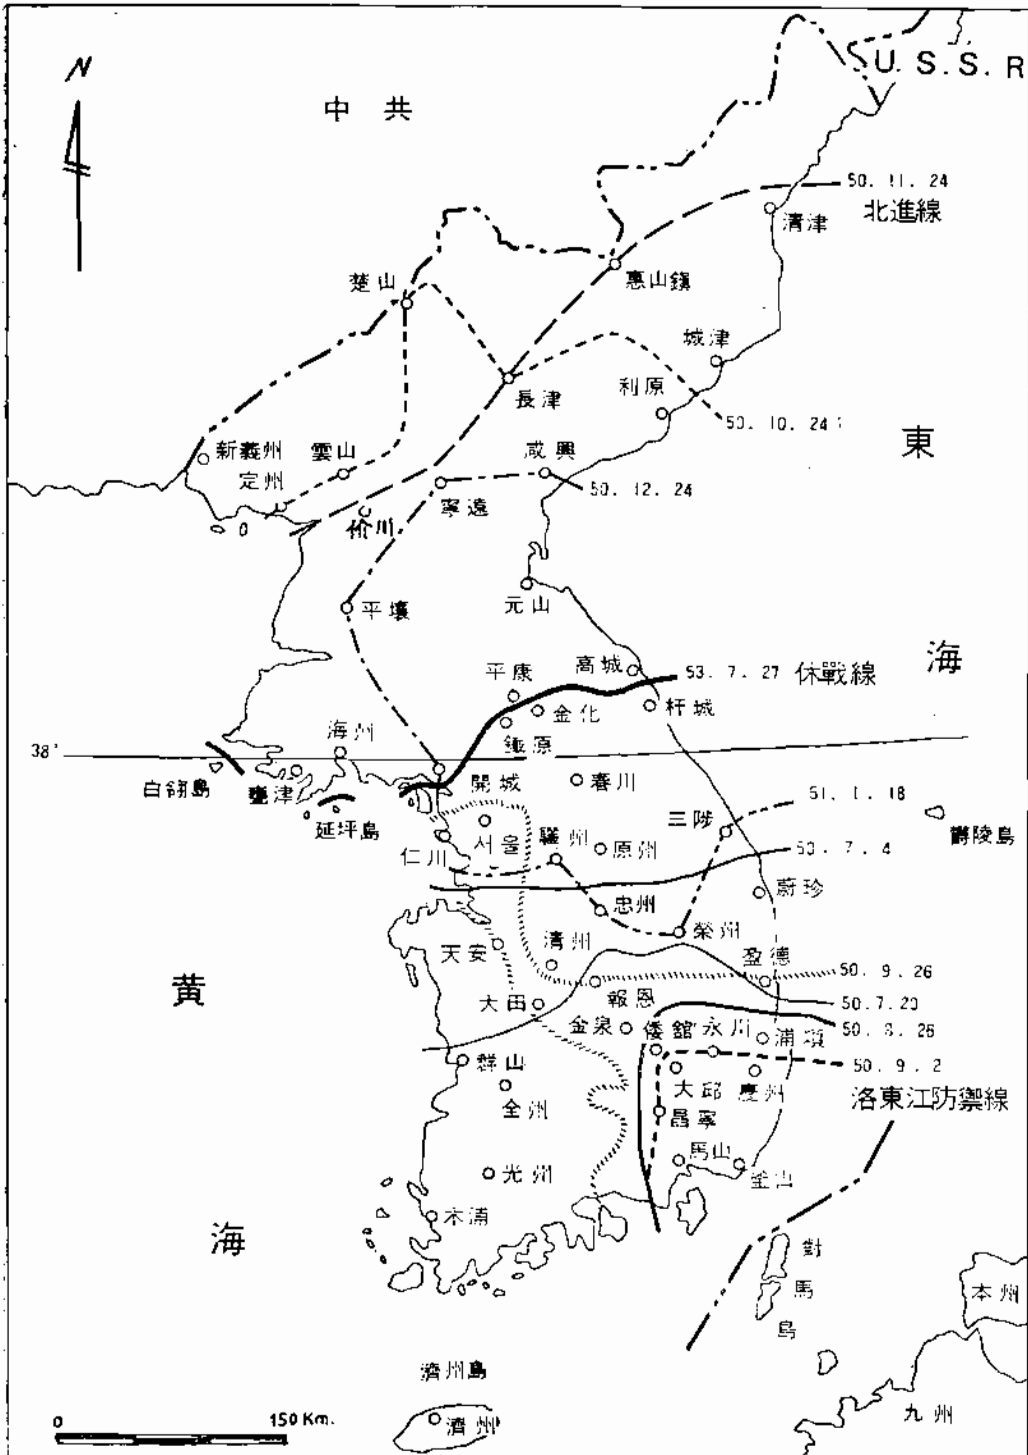 U. S. S. R
N
中 共
50. 11. 24
北進線
清津
楚山
惠山鎭
城津
長津
利原
50. 10. 24
東
新義州
雲山
咸興
定州
50. 12. 24
寧遠
价川
元山
平壤
海
高城
53. 7. 27 休戰線
平康
杆城
金化
海州
鐵原
38°
開城
春川
白翎島
甕津
51. 1. 18
延坪島
三陟
鬱陵島
서울
驪州
原州
仁川
50. 7. 4
蔚珍
忠州
榮州
天安
清州
盈德
黄
50. 9. 26
報恩
大田
50.7.20
金泉
倭館
永川
浦項
50. 8. 26
群山
50. 9. 2
大邱
慶州
洛東江防禦線
全州
昌寧
馬山
釜山
光州
木浦
海
對馬島
本州
濟州島
0
150 Km.
濟州
九州